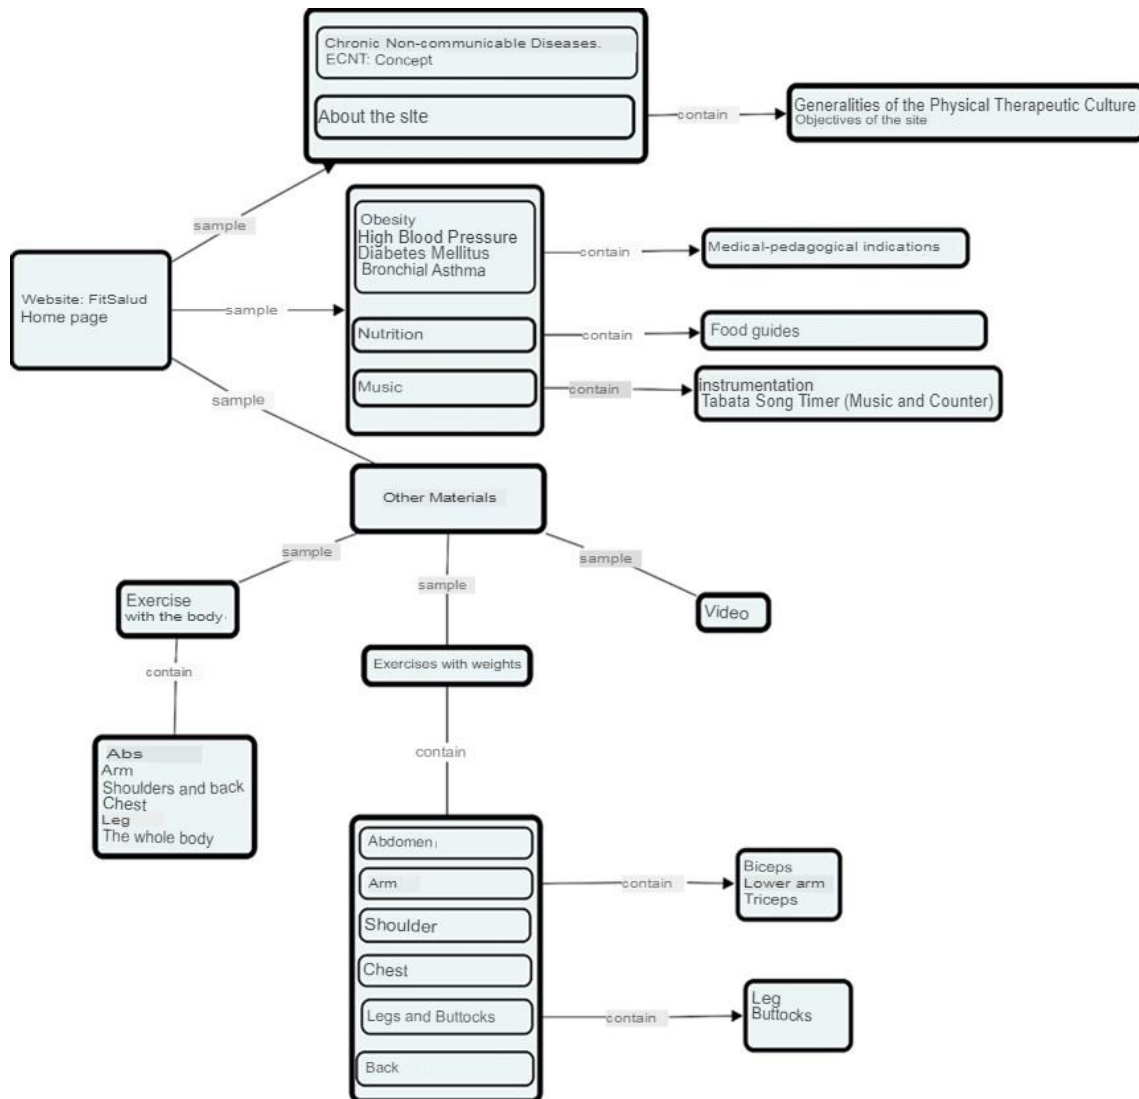 Chronic Non-communicable Diseases.
ECNT: Concept
About the site
contain
Generalities of the Physical Therapeutic Culture
Objectives of the site
sample
Website: FitSalud
Home page
sample
sample
Obesity
High Blood Pressure
Diabetes Mellitus
Bronchial Asthma
contain
Medical-pedagogical indications
Nutrition
contain
Food guides
Music
contain
instrumentation
Tabata Song Timer (Music and Counter)
Other Materials
sample
sample
sample
Exercise
with the body
Video
Exercises with weights
contain
contain
Abs
Arm
Shoulders and back
Chest
Leg
The whole body
Abdomen
Arm
contain
Biceps
Lower arm
Triceps
Shoulder
Chest
Legs and Buttocks
contain
Leg
Buttocks
Back